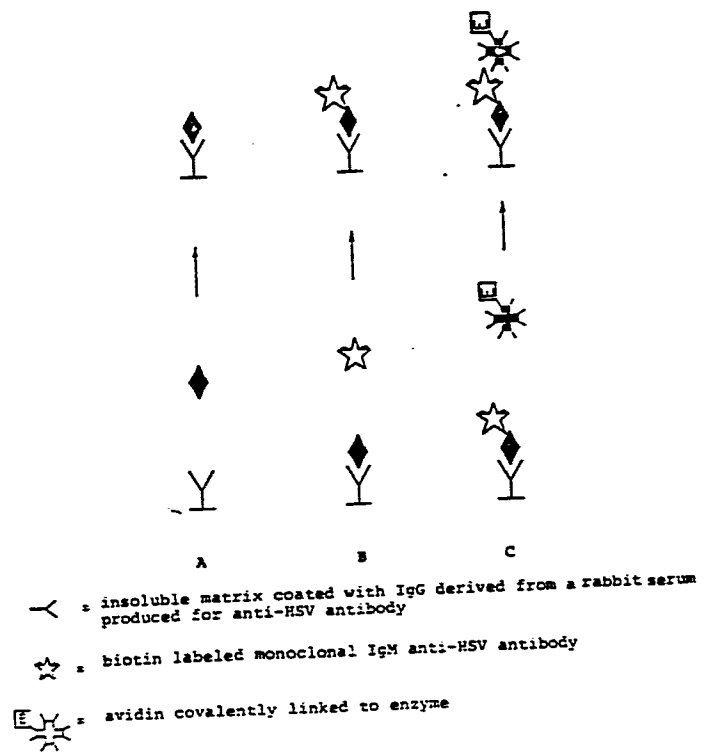 E
E
A B C
= insoluble matrix coated with IgG derived from a rabbit serum
produced for anti-HSV antibody
= biotin labeled monoclonal IgM anti-HSV antibody
E
= avidin covalently linked to enzyme